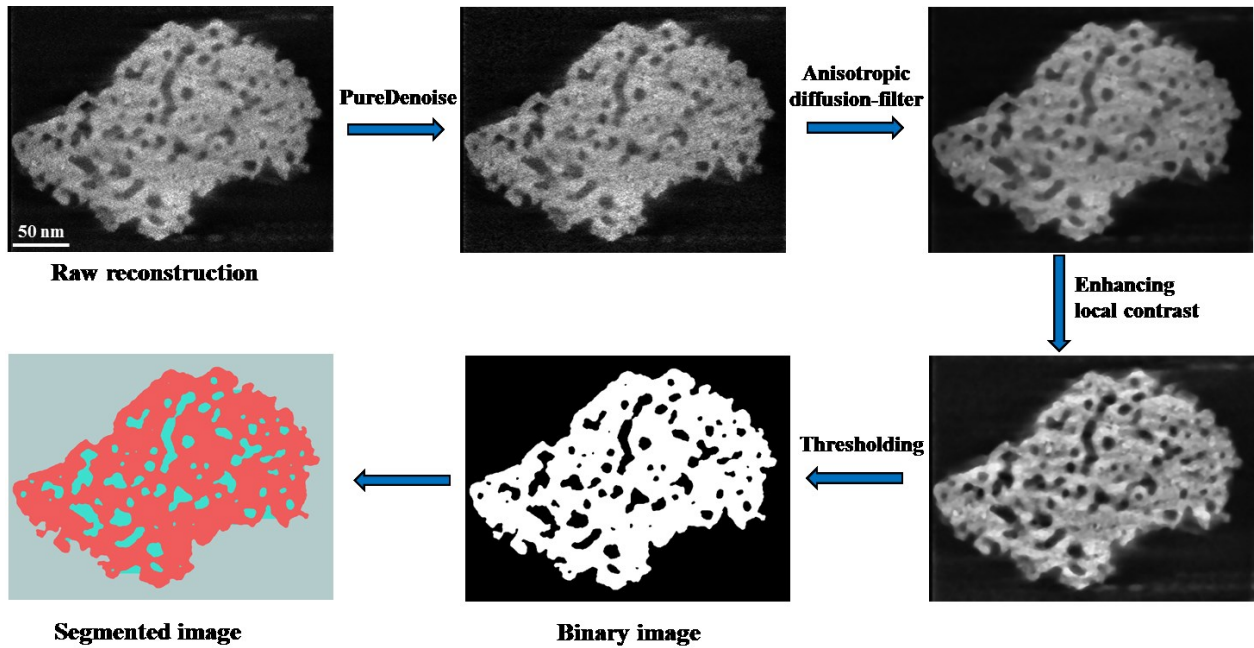 PureDenoise
Anisotropic
diffusion-filter
50 nm
Raw reconstruction
Enhancing
local contrast
Thresholding
Segmented image
Binary image